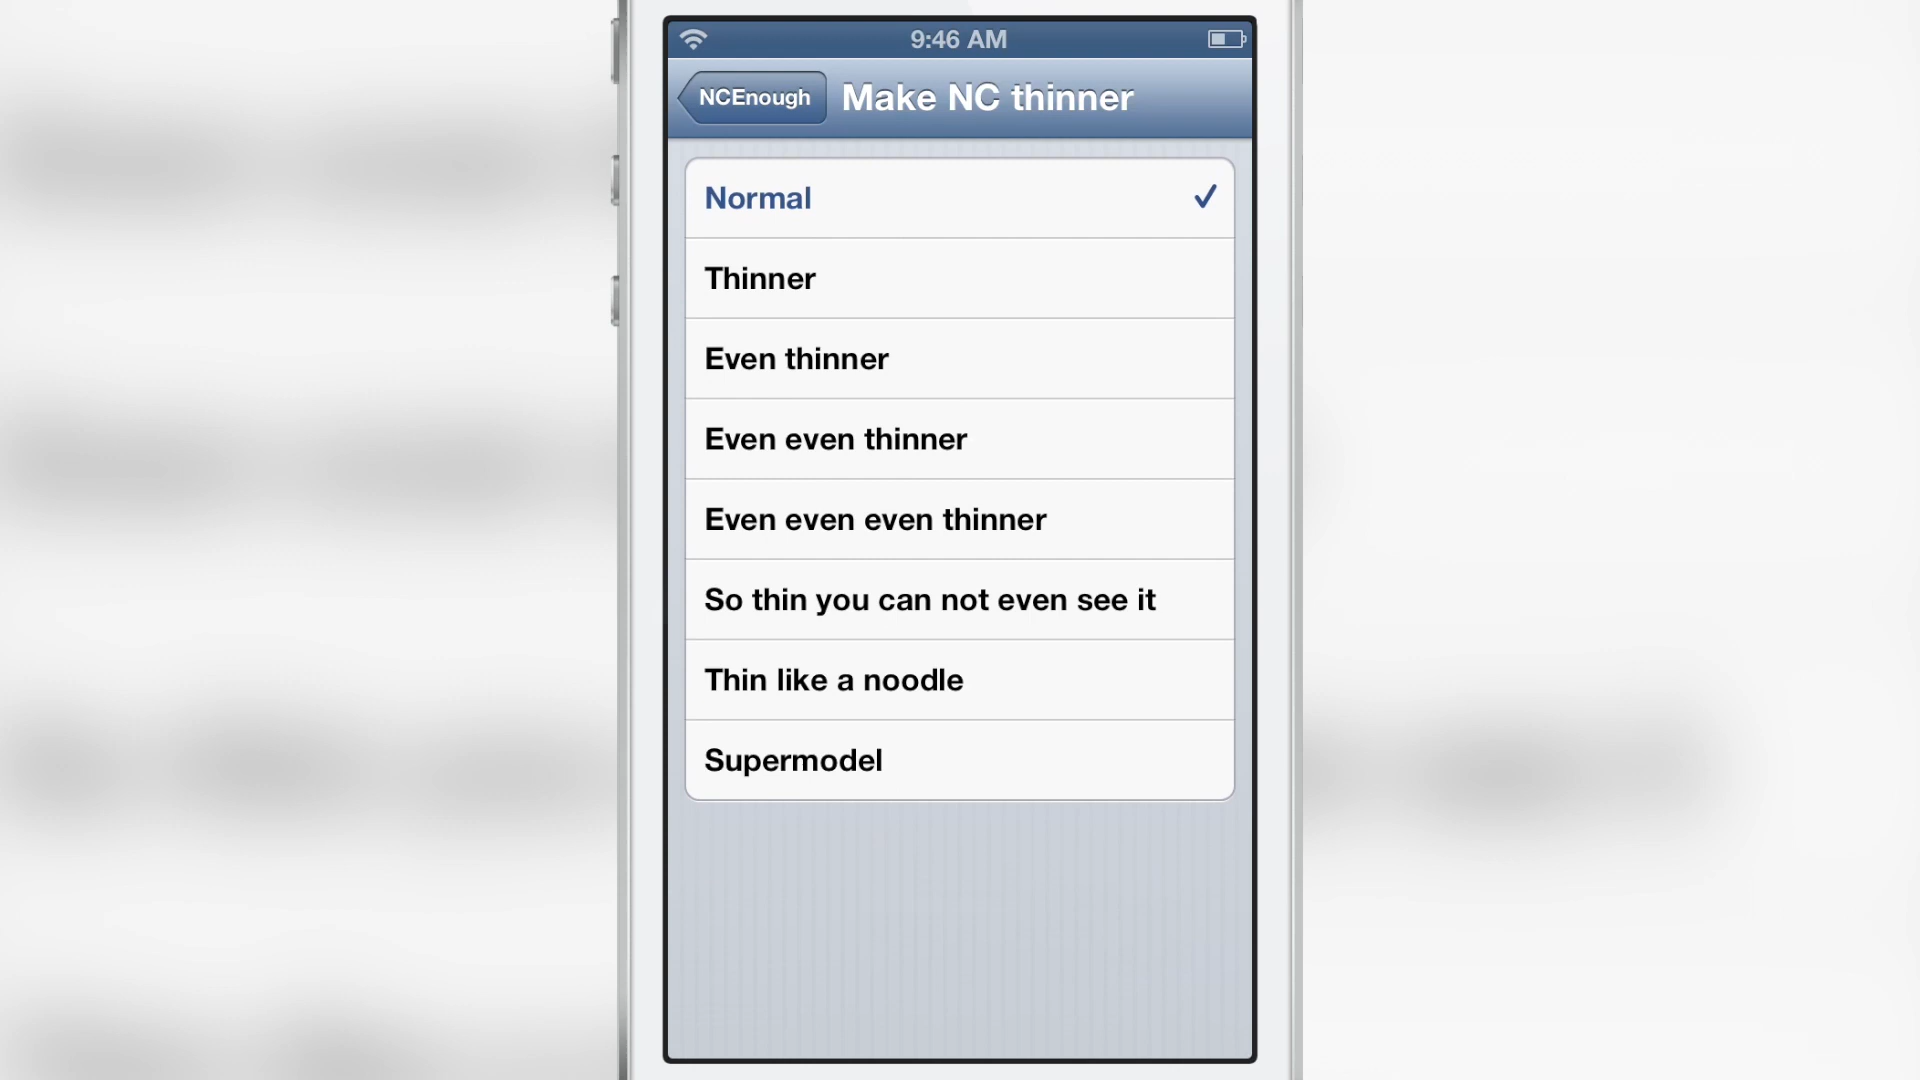 9:46 AM
NCEnough
Make NC thinner
Normal
Thinner
Even thinner
Even even thinner
Even even even thinner
So thin you can not even see it
Thin like a noodle
Supermodel